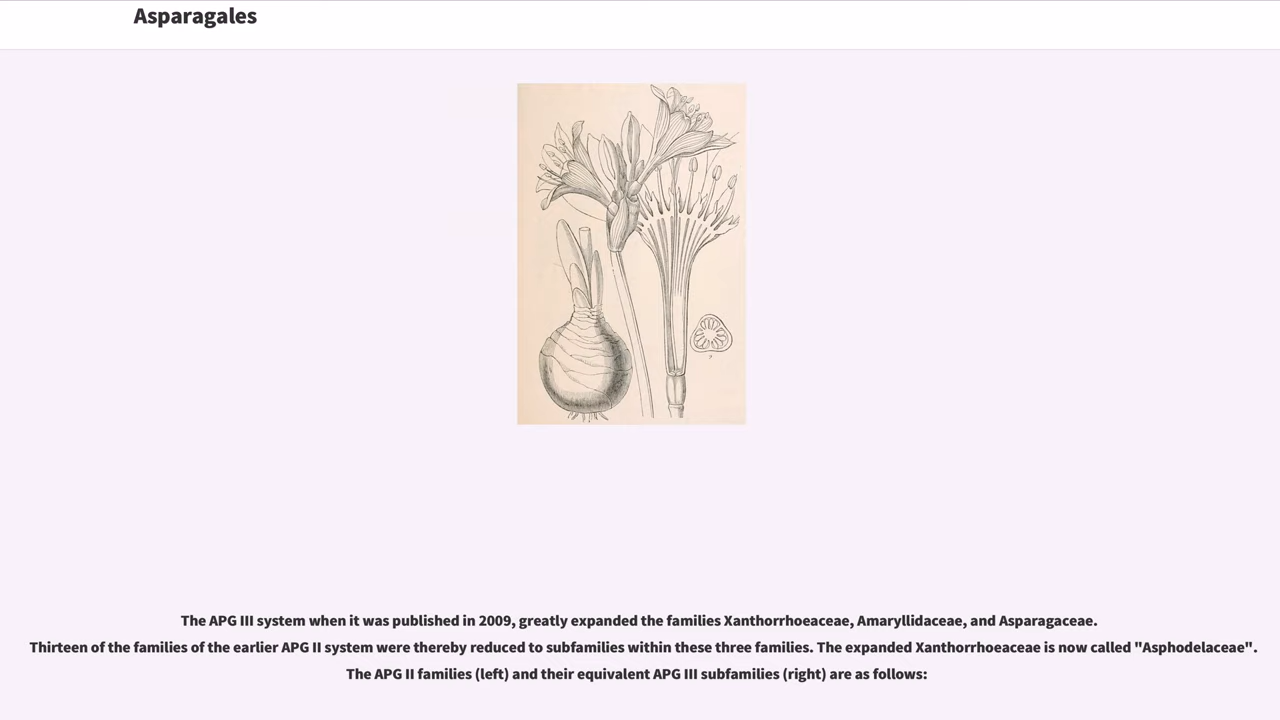 Asparagales
The APG III system when it was published in 2009, greatly expanded the families Xanthorrhoeaceae, Amaryllidaceae, and Asparagaceae.
Thirteen of the families of the earlier APG II system were thereby reduced to subfamilies within these three families. The expanded Xanthorrhoeaceae is now called "Asphodelaceae".
The APG II families (left) and their equivalent APG III subfamilies (right) are as follows: